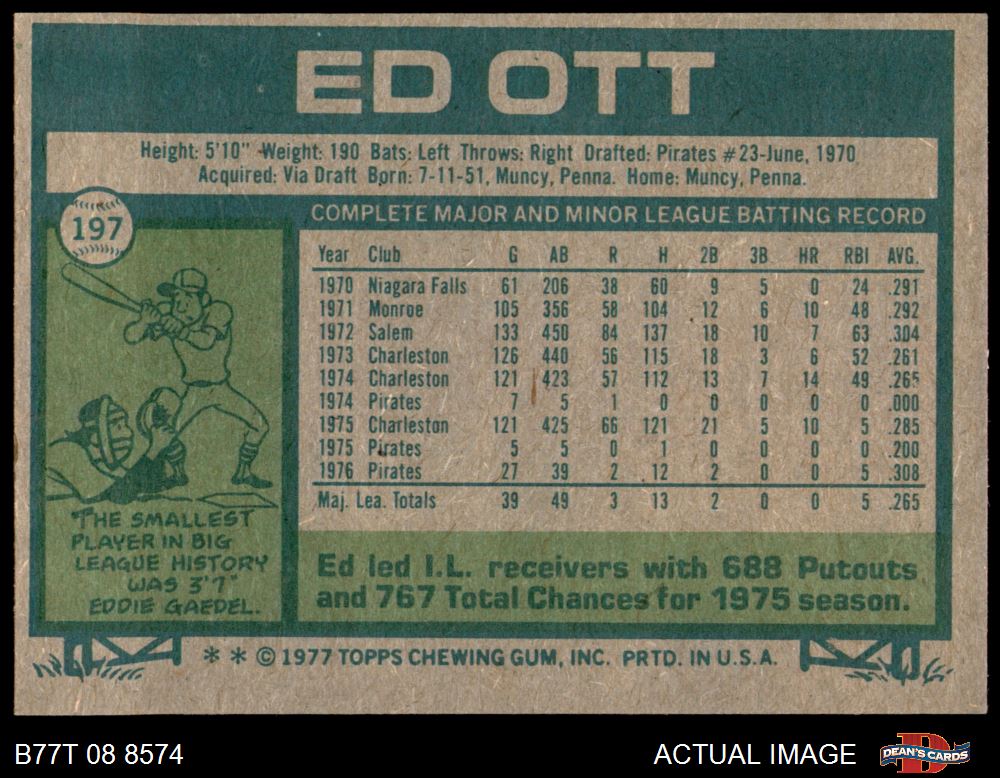 ED OTT
Height: 5'10" Weight: 190 Bats: Left Throws: Right Drafted: Pirates #23-June, 1970
Acquired: Via Draft Born: 7-11-51, Muncy, Penna. Home: Muncy, Penna.
197
COMPLETE MAJOR AND MINOR LEAGUE BATTING RECORD
Year Club G AB R H 2B 3B HR RBI AVG.
1970 Niagara Falls 61 206 38 60 9 5 0 24 .291
1971 Monroe 105 356 58 104 12 6 10 48 .292
1972 Salem 133 450 84 137 18 10 7 63 .304
1973 Charleston 126 440 56 115 18 3 6 52 .261
1974 Charleston 121 423 57 112 13 7 14 49 .265
1974 Pirates 7 5 1 0 0 0 0 0 .000
1975 Charleston 121 425 66 121 21 5 10 5 .285
1975 Pirates 5 5 0 1 0 0 0 0 .200
1976 Pirates 27 39 2 12 2 0 0 5 .308
Maj. Lea. Totals 39 49 3 13 2 0 0 5 .265
THE SMALLEST
PLAYER IN BIG
LEAGUE HISTORY
WAS 3'7"
EDDIE GAEDEL.
Ed led I.L. receivers with 688 Putouts
and 767 Total Chances for 1975 season.
** © 1977 TOPPS CHEWING GUM, INC. PRTD. IN U.S.A.
B77T 08 8574
ACTUAL IMAGE
D
DEAN'S CARDS